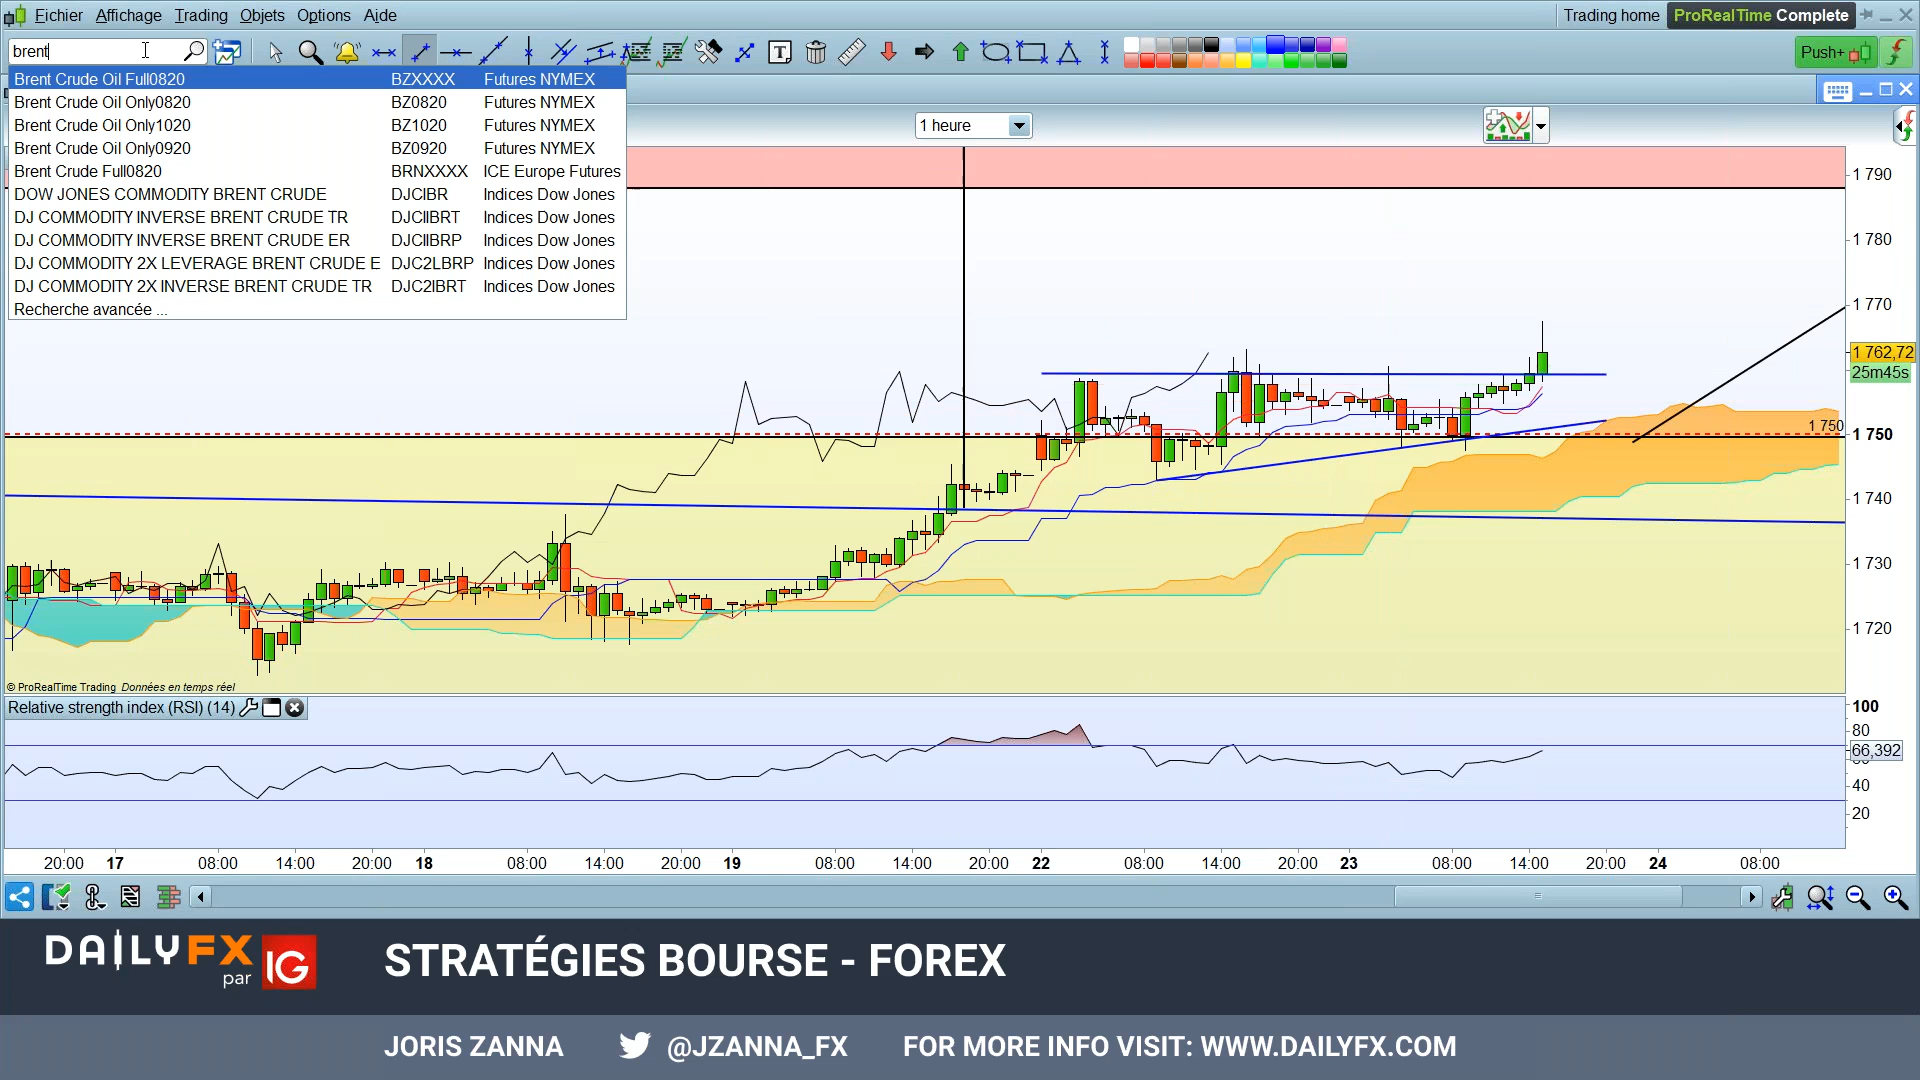 Fichier Affichage Trading Objets Options Aide
Trading home ProRealTime Complete
brent
Push+
Brent Crude Oil Full0820 BZXXXX Futures NYMEX
Brent Crude Oil Only0820 BZ0820 Futures NYMEX
Brent Crude Oil Only1020 BZ1020 Futures NYMEX
Brent Crude Oil Only0920 BZ0920 Futures NYMEX
Brent Crude Full0820 BRNXXXX ICE Europe Futures
DOW JONES COMMODITY BRENT CRUDE DJCIBR Indices Dow Jones
DJ COMMODITY INVERSE BRENT CRUDE TR DJCIIBRT Indices Dow Jones
DJ COMMODITY INVERSE BRENT CRUDE ER DJCIIBRP Indices Dow Jones
DJ COMMODITY 2X LEVERAGE BRENT CRUDE E DJC2LBRP Indices Dow Jones
DJ COMMODITY 2X INVERSE BRENT CRUDE TR DJC2IBRT Indices Dow Jones
Recherche avancée ...
1 heure
1 790
1 780
1 770
1 762,72
25m45s
1 750
1 750
1 740
1 730
1 720
© ProRealTime Trading Données en temps réel
Relative strength index (RSI) (14)
100
80
66,392
40
20
20:00 17 08:00 14:00 20:00 18 08:00 14:00 20:00 19 08:00 14:00 20:00 22 08:00 14:00 20:00 23 08:00 14:00 20:00 24 08:00
DAILYFX
par IG
STRATÉGIES BOURSE - FOREX
JORIS ZANNA @JZANNA_FX FOR MORE INFO VISIT: WWW.DAILYFX.COM